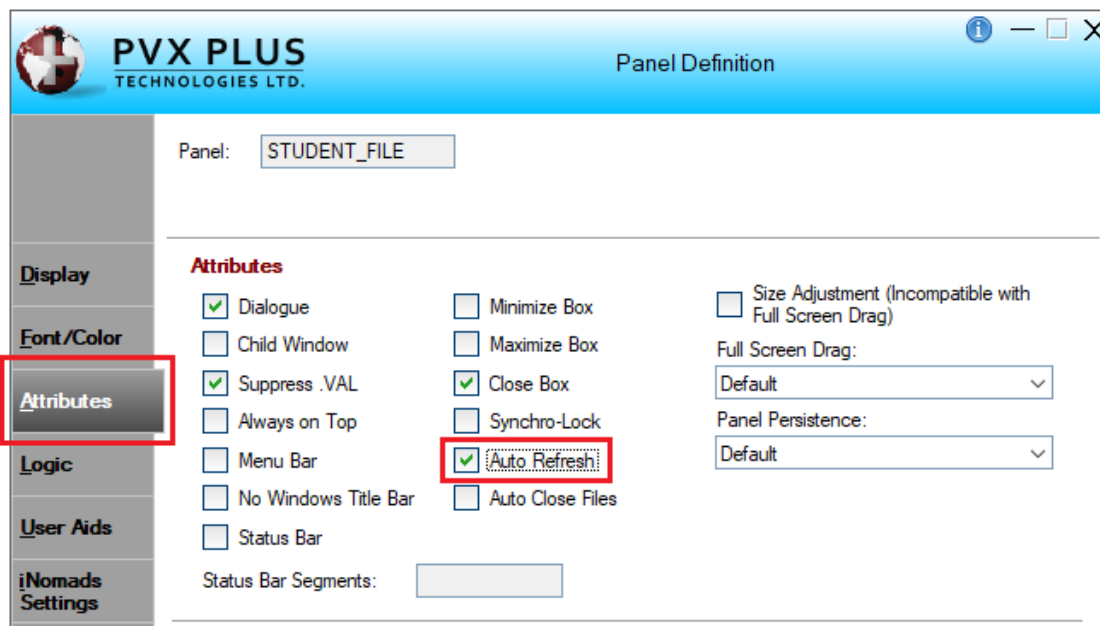 PVX PLUS
TECHNOLOGIES LTD.
Panel Definition
Panel: STUDENT_FILE
Display
Font/Color
Attributes
Logic
User Aids
iNomads
Settings
Attributes
Dialogue
Child Window
Suppress .VAL
Always on Top
Menu Bar
No Windows Title Bar
Status Bar
Status Bar Segments:
Minimize Box
Maximize Box
Close Box
Synchro-Lock
Auto Refresh
Auto Close Files
Size Adjustment (Incompatible with
Full Screen Drag)
Full Screen Drag:
Default
Panel Persistence:
Default